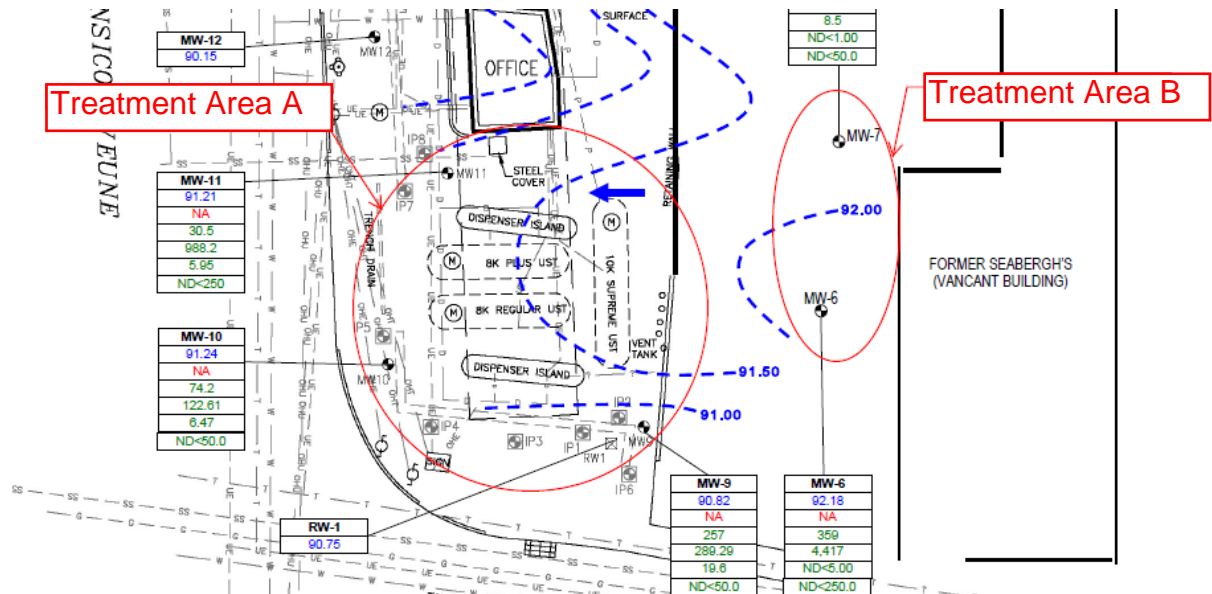 NSICO
VEUNE
MW-12
90.15
MW12
SURFACE
OFFICE
8.5
ND<1.00
ND<50.0
Treatment Area A
Treatment Area B
MW-7
IP8
MW11
STEEL
COVER
RETAINING WALL
MW-11
91.21
NA
30.5
988.2
5.95
ND<250
IP7
TRENCH DRAIN
DISPENSER ISLAND
8K PLUS UST
10K SUPREME UST
92.00
FORMER SEABERGH'S
(VANCANT BUILDING)
MW-6
8K REGULAR UST
IP5
VENT
TANK
MW-10
91.24
NA
74.2
122.61
6.47
ND<50.0
MW10
DISPENSER ISLAND
91.50
91.00
IP2
IP4
IP3
IP1
MW9
RW1
SIGN
IP6
RW-1
90.75
MW-9
90.82
NA
257
289.29
19.6
ND<50.0
MW-6
92.18
NA
359
4,417
ND<5.00
ND<250.0